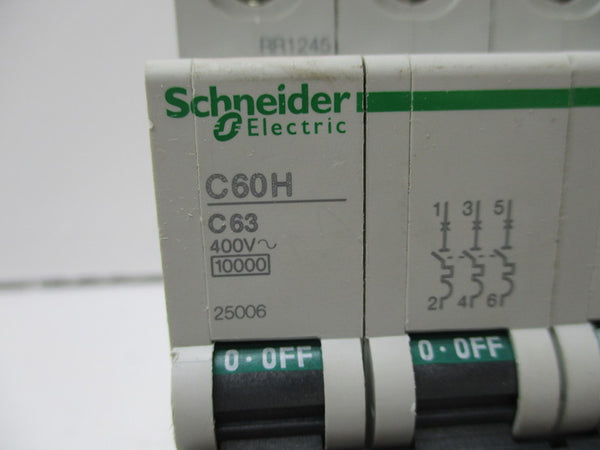 RR1245
Schneider
Electric
C60H
C63
400V~
10000
25006
1 3 5
2 4 6
0·OFF 0·OFF